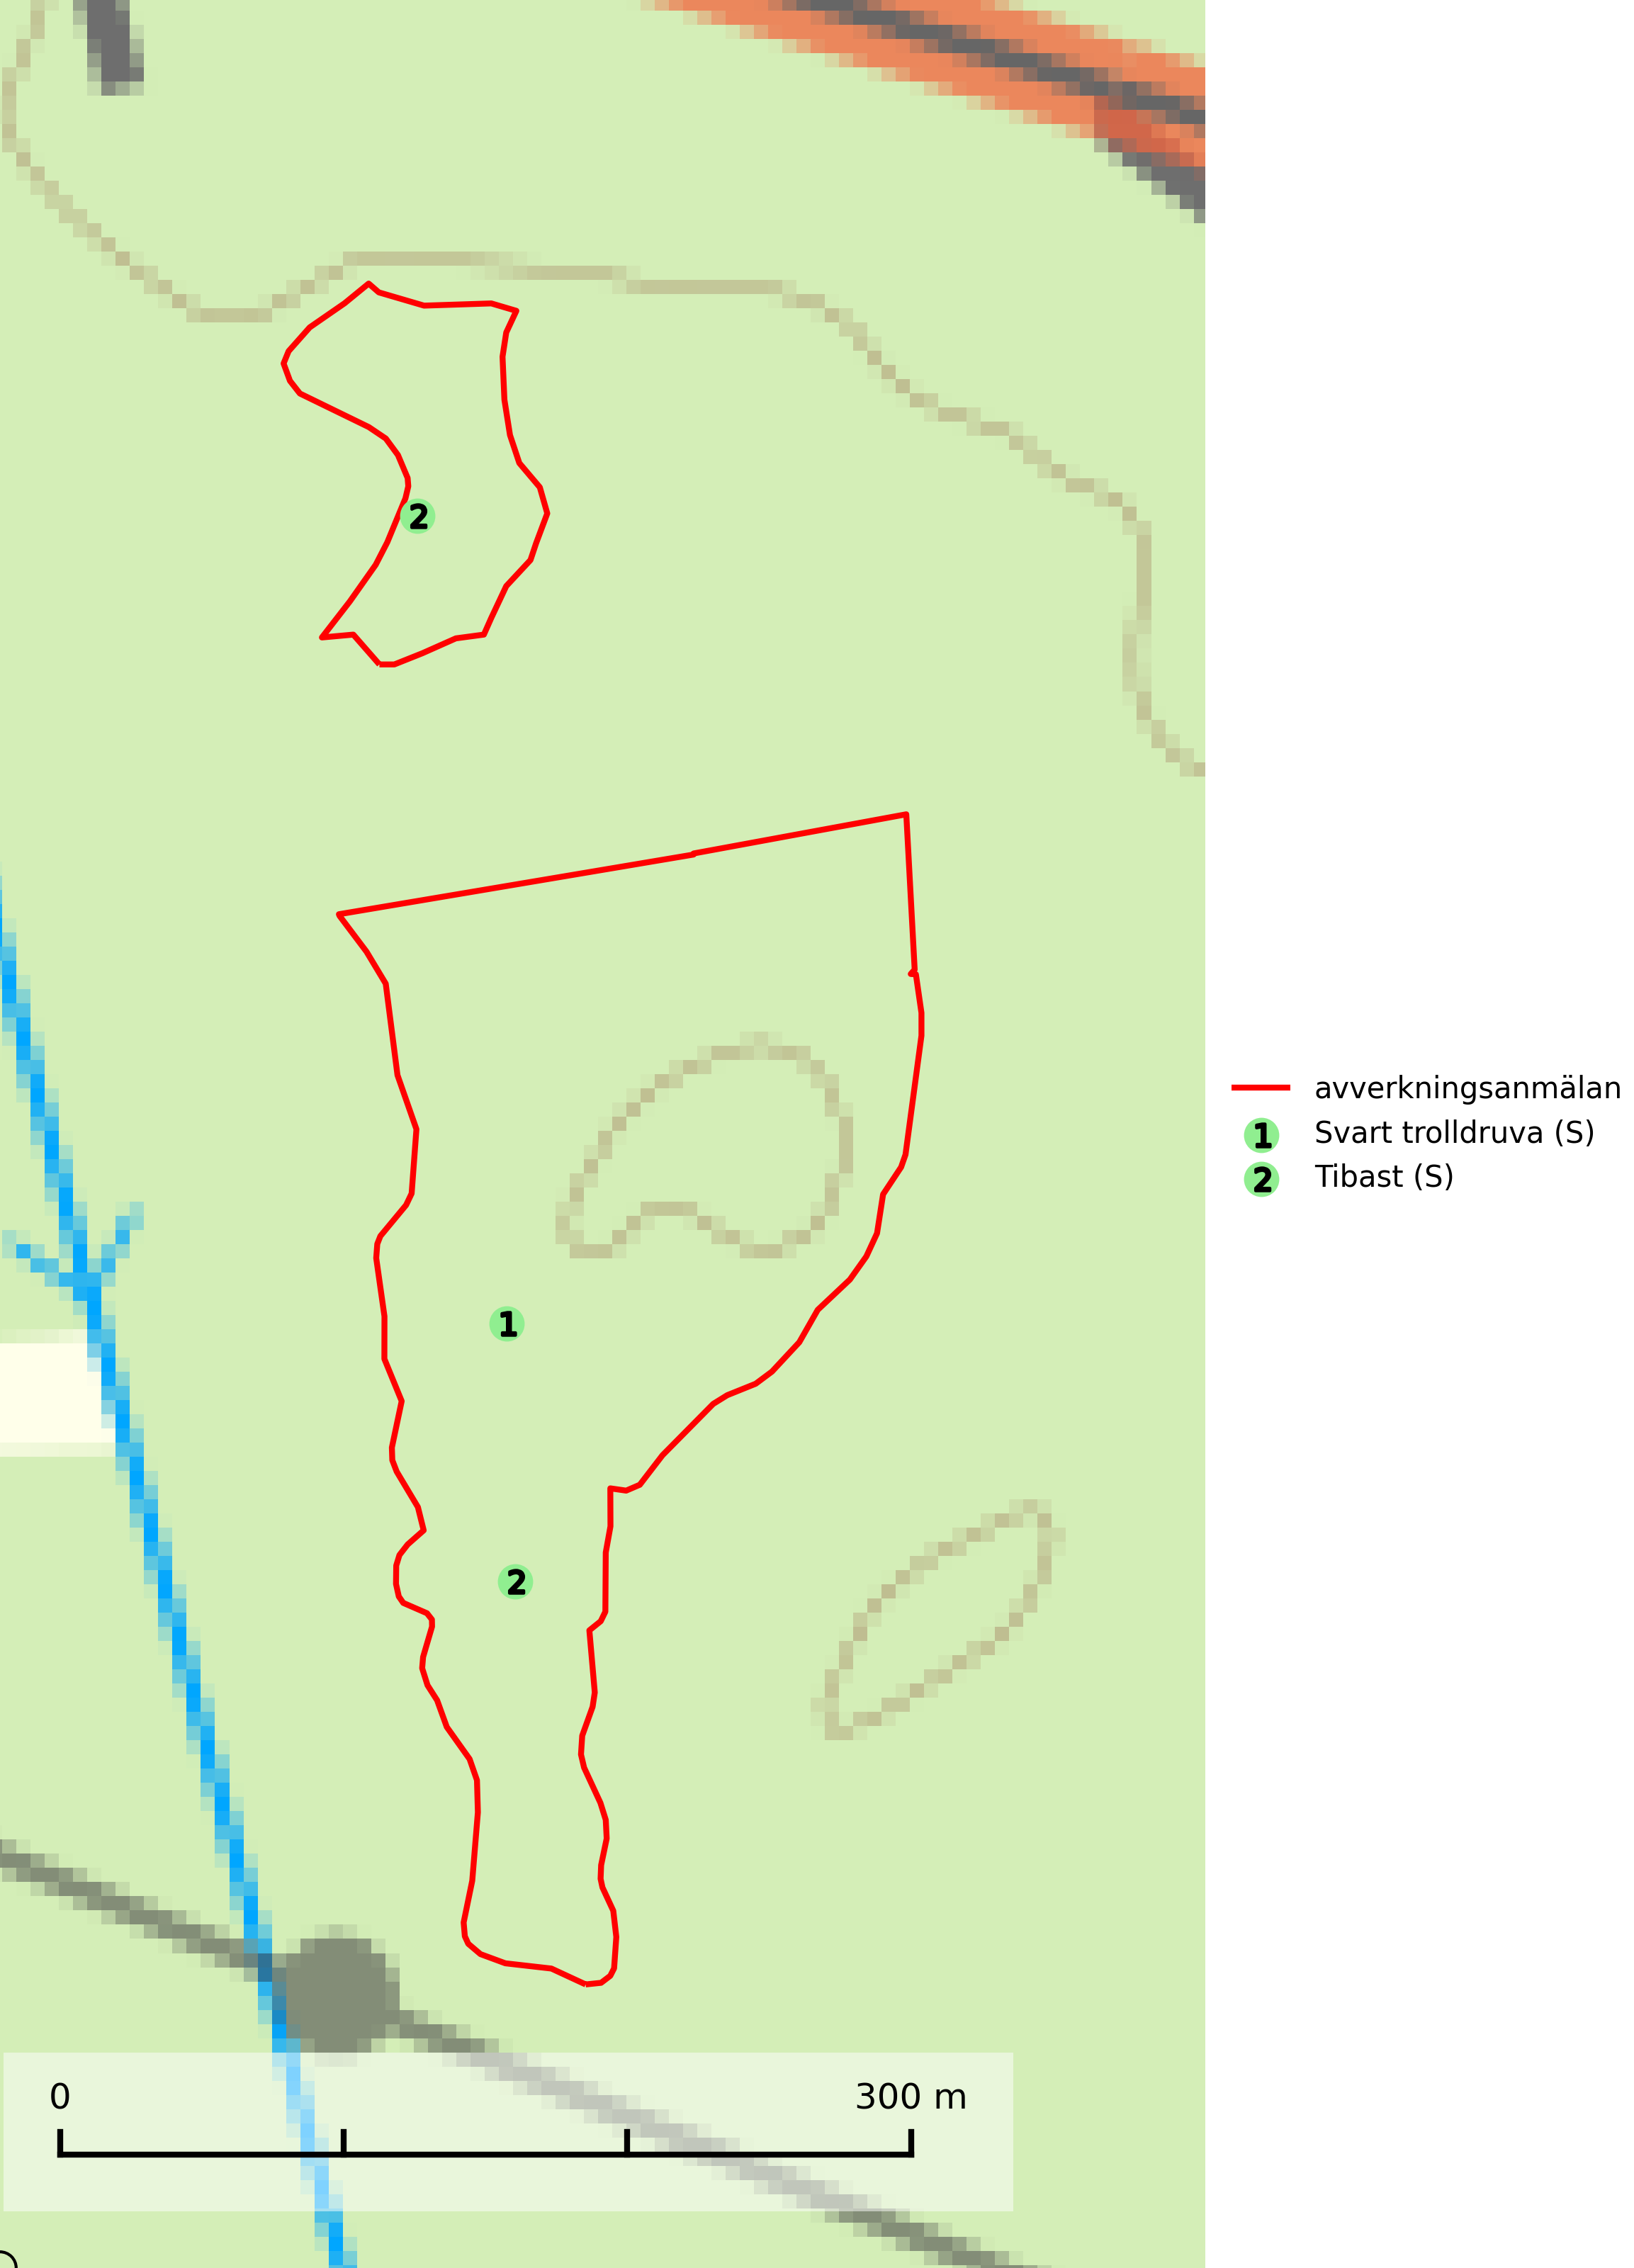 2
avverkningsanmälan
1 Svart trolldruva (S)
2 Tibast (S)
1
2
0 300 m